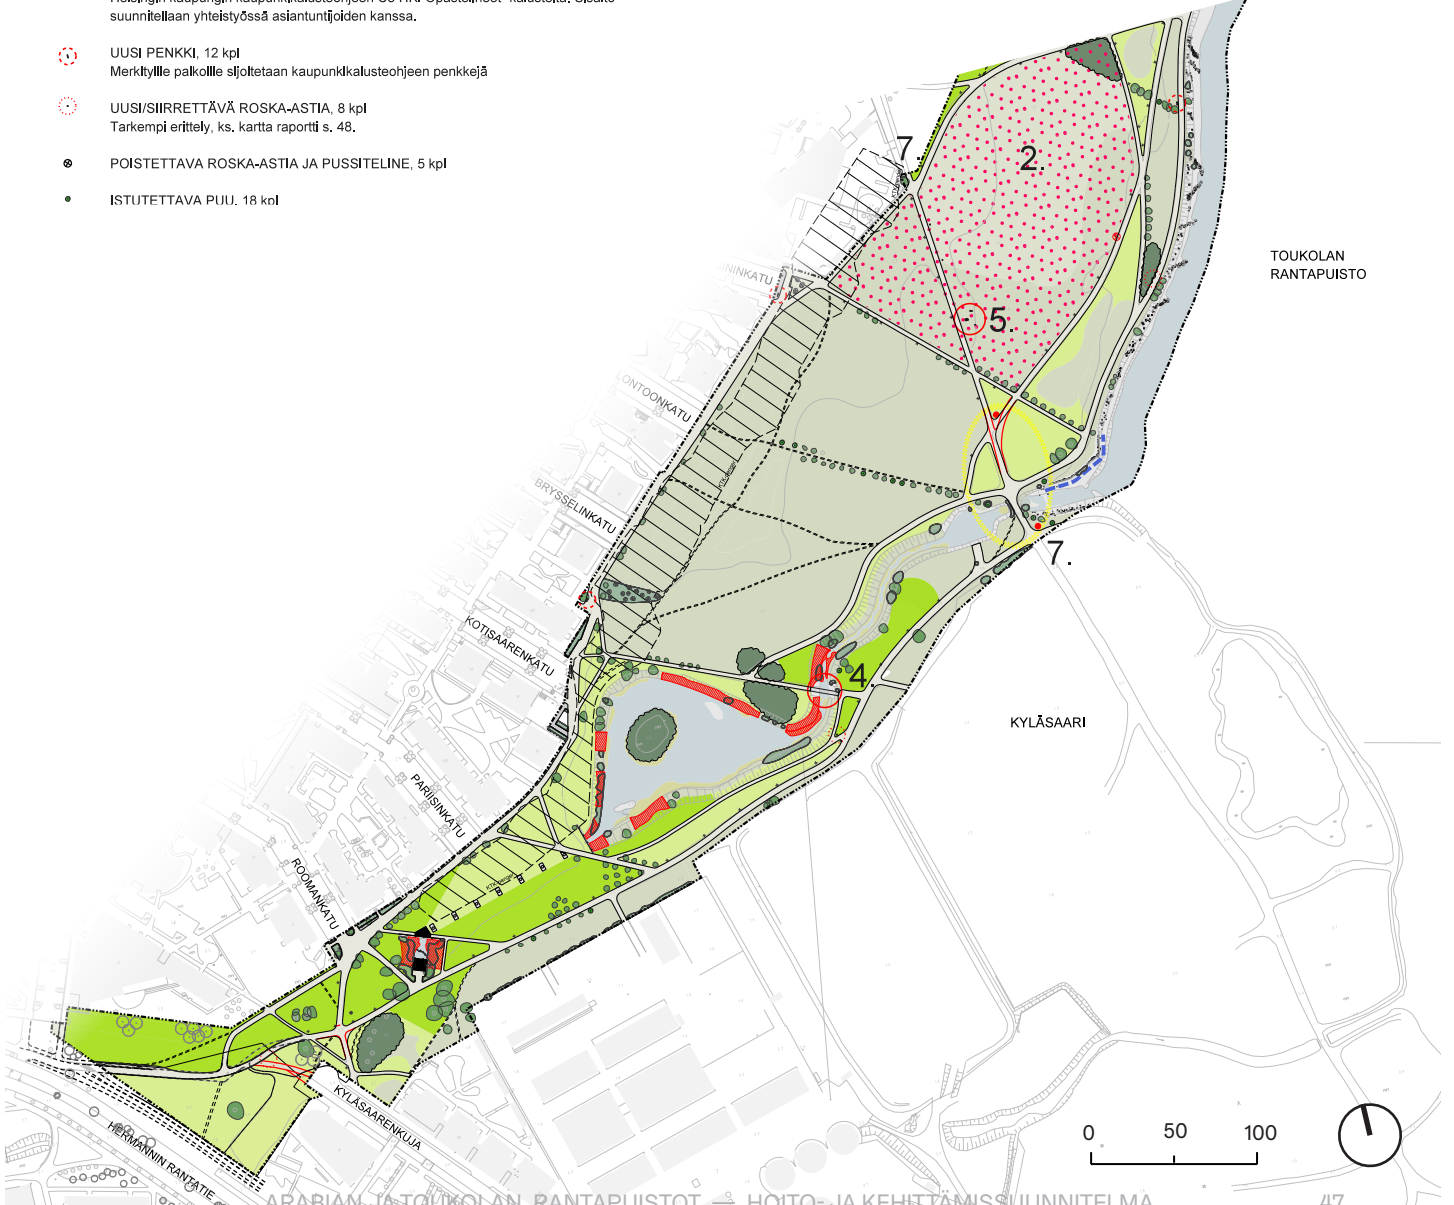 suunnitellaan yhteistyössä asiantuntijoiden kanssa.
UUSI PENKKI, 12 kpl
Merkityille paikoille sijoitetaan kaupunkikalusteohjeen penkkejä
UUSI/SIIRRETTÄVÄ ROSKA-ASTIA, 8 kpl
Tarkempi erittely, ks. kartta raportti s. 48.
POISTETTAVA ROSKA-ASTIA JA PUSSITELINE, 5 kpl
ISTUTETTAVA PUU, 18 kpl
7.
2.
TOUKOLAN
RANTAPUISTO
NINKATU
5.
ONTOONKATU
BRYSSELINKATU
7.
KOTISAARENKATU
4.
KYLÄSAARI
PARIISINKATU
ROOMANKATU
KYLÄSAARENKUJA
HERMANNIN RANTATIE
0 50 100
ARABIAN JA TOUKOLAN RANTAPUISTOT — HOITO- JA KEHITTÄMISSUUNNITELMA 47